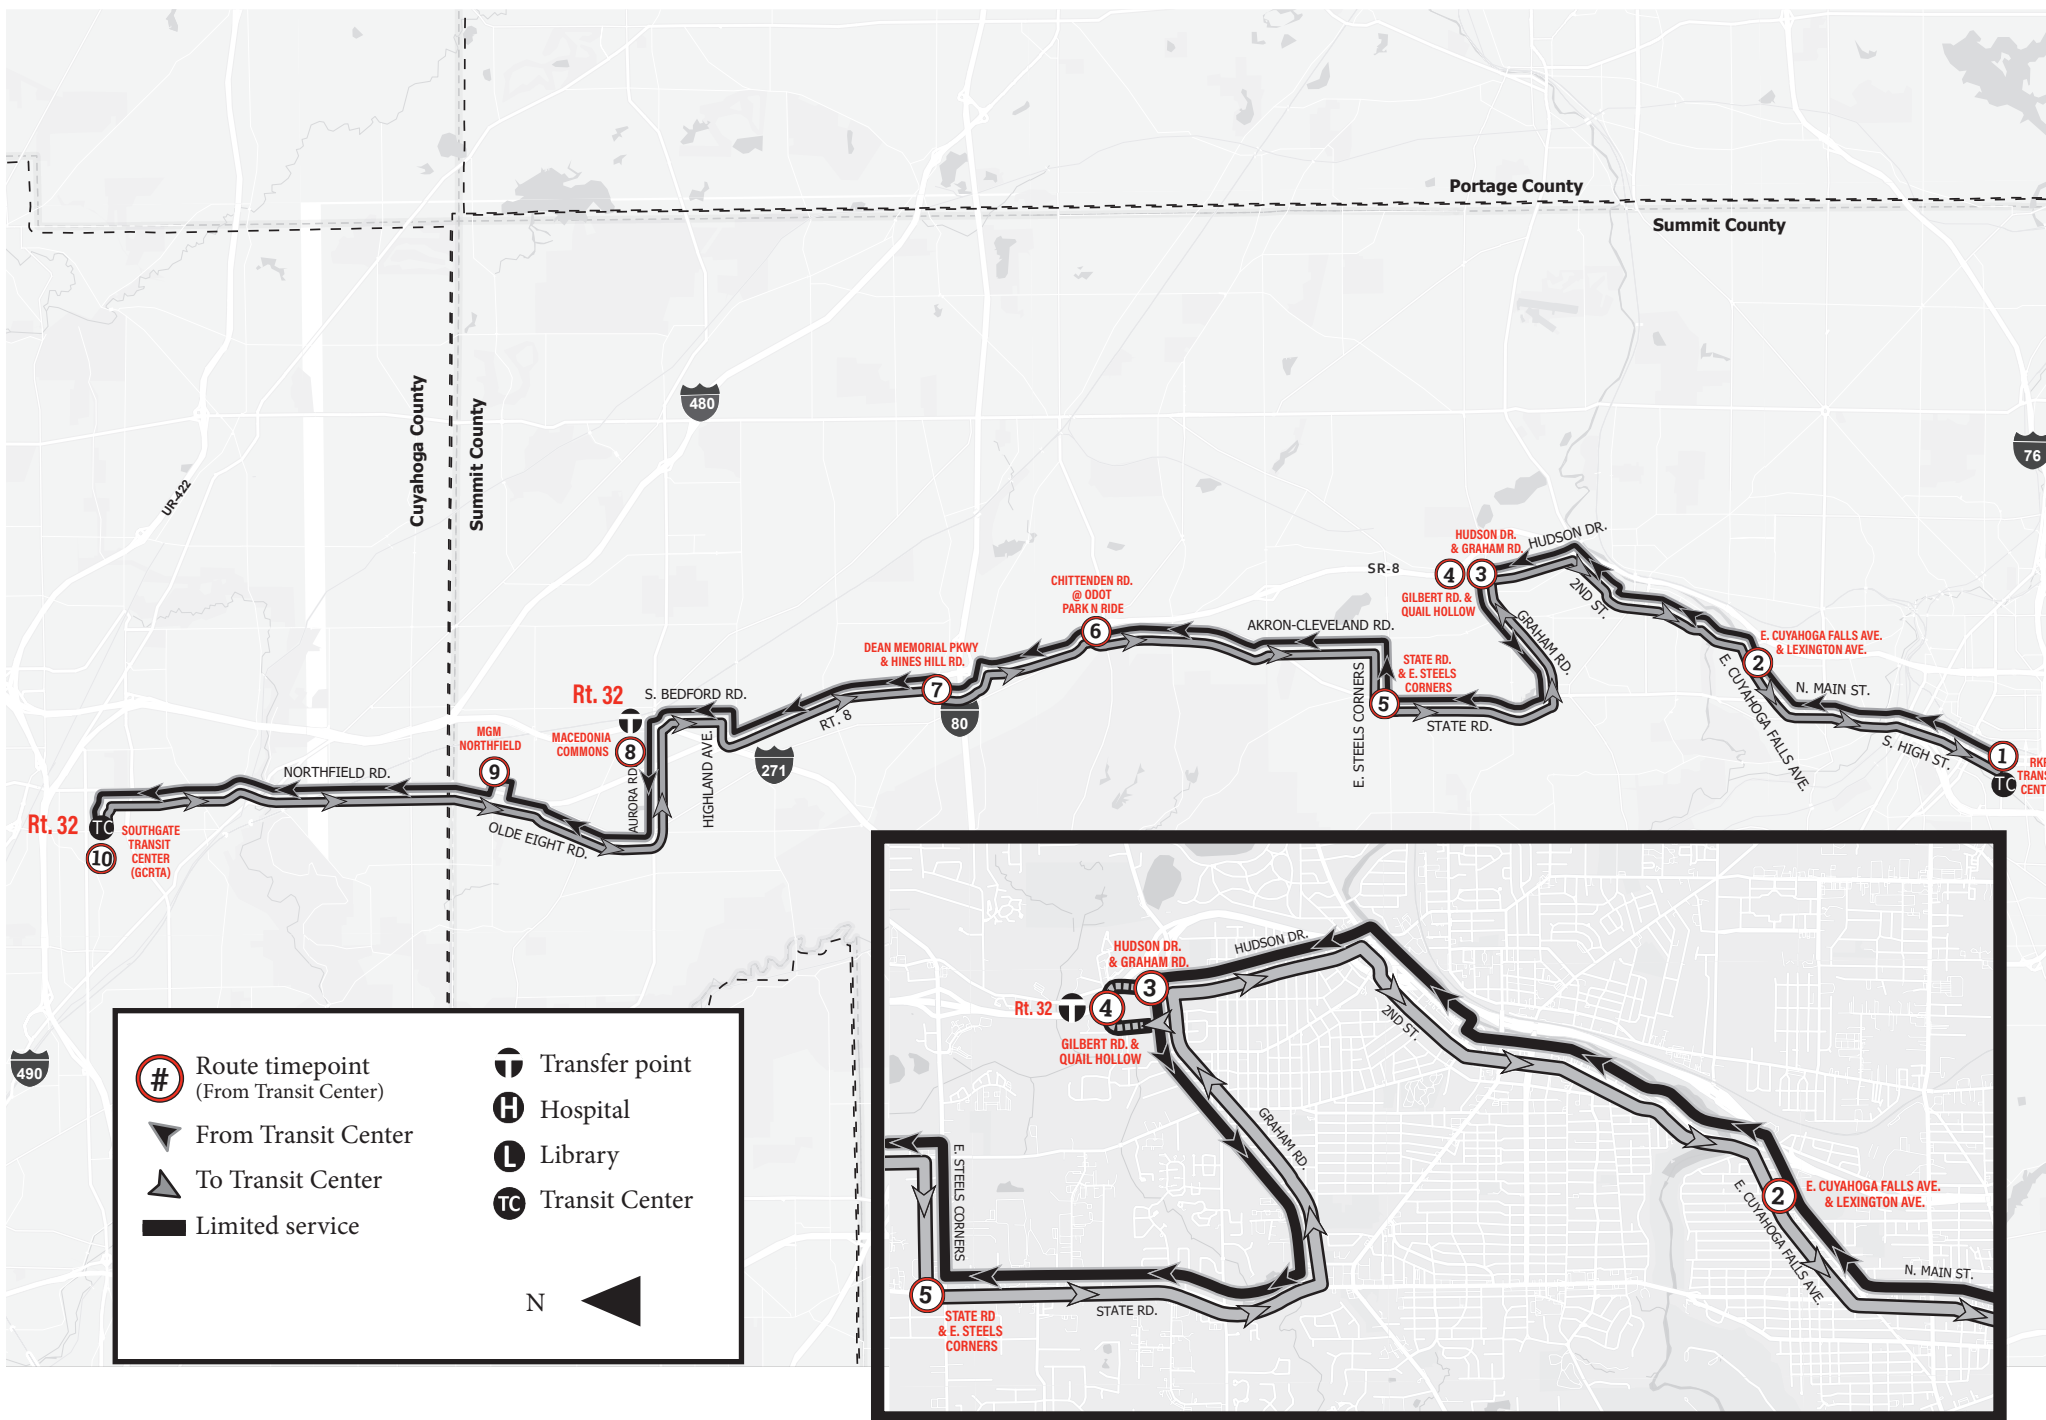 Portage County
Summit County
Cuyahoga County
Summit County
480
76
UR-422
HUDSON DR.
& GRAHAM RD.
HUDSON DR.
SR-8
4
3
GILBERT RD. &
QUAIL HOLLOW
2ND ST.
GRAHAM RD.
CHITTENDEN RD.
@ ODOT
PARK N RIDE
6
AKRON-CLEVELAND RD.
E. CUYAHOGA FALLS AVE.
& LEXINGTON AVE.
2
E. CUYAHOGA FALLS AVE.
N. MAIN ST.
S. HIGH ST.
1
TC
DEAN MEMORIAL PKWY
& HINES HILL RD.
7
80
STATE RD.
& E. STEELS
CORNERS
5
E. STEELS CORNERS
STATE RD.
Rt. 32
S. BEDFORD RD.
T
MACEDONIA
COMMONS
8
RT. 8
271
HIGHLAND AVE.
AURORA RD.
MGM
NORTHFIELD
9
NORTHFIELD RD.
OLDE EIGHT RD.
Rt. 32
TC
10
SOUTHGATE
TRANSIT
CENTER
(GCRTA)
490
# Route timepoint
(From Transit Center)
From Transit Center
To Transit Center
Limited service
T Transfer point
H Hospital
L Library
TC Transit Center
N
HUDSON DR.
& GRAHAM RD.
HUDSON DR.
3
Rt. 32 T 4
GILBERT RD. &
QUAIL HOLLOW
2ND ST.
GRAHAM RD.
E. STEELS CORNERS
5
STATE RD
& E. STEELS
CORNERS
STATE RD.
2
E. CUYAHOGA FALLS AVE.
& LEXINGTON AVE.
E. CUYAHOGA FALLS AVE.
N. MAIN ST.